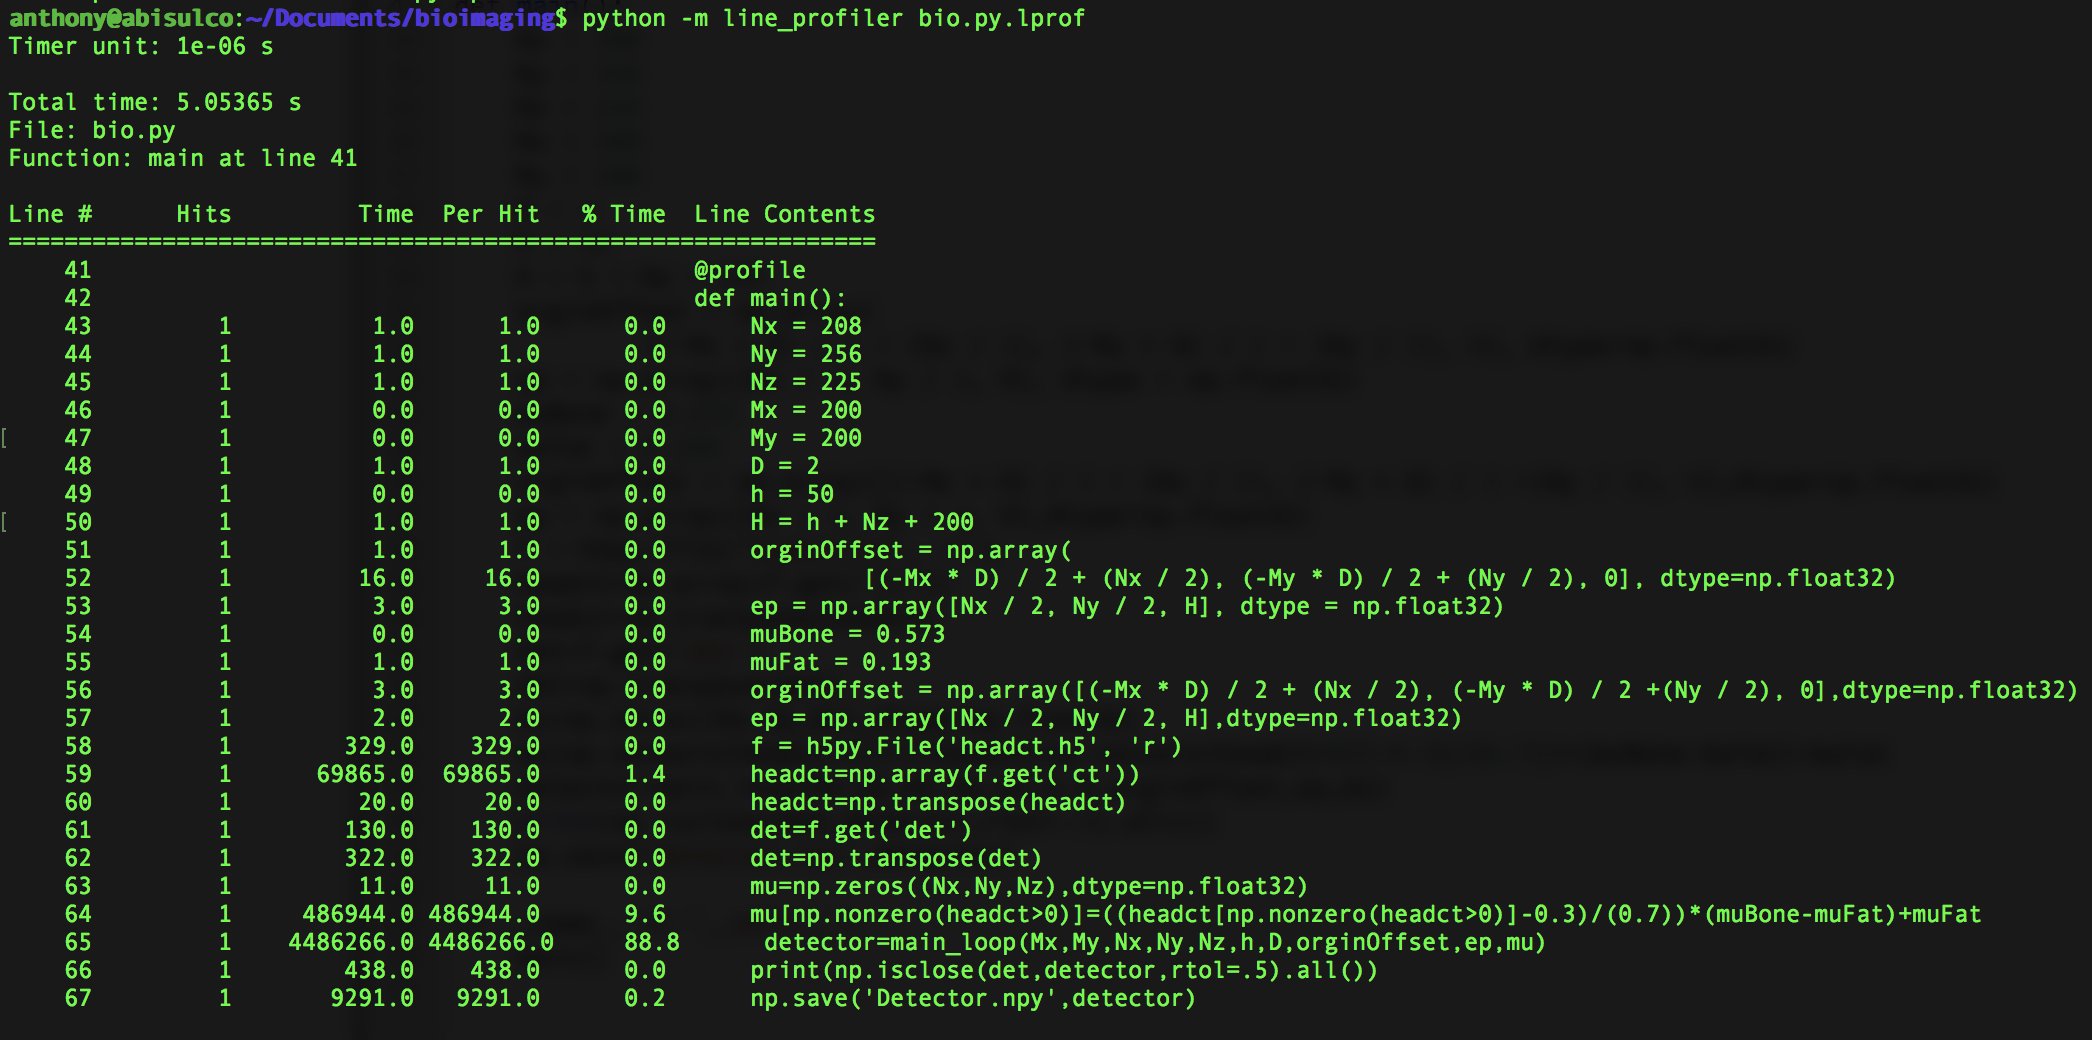 anthony@abisulco:~/Documents/bioimaging$ python -m line_profiler bio.py.lprof
Timer unit: 1e-06 s

Total time: 5.05365 s
File: bio.py
Function: main at line 41

Line #      Hits         Time  Per Hit   % Time  Line Contents
==============================================================
    41                                           @profile
    42                                           def main():
    43         1          1.0      1.0      0.0      Nx = 208
    44         1          1.0      1.0      0.0      Ny = 256
    45         1          1.0      1.0      0.0      Nz = 225
    46         1          0.0      0.0      0.0      Mx = 200
[   47         1          0.0      0.0      0.0      My = 200
    48         1          1.0      1.0      0.0      D = 2
    49         1          0.0      0.0      0.0      h = 50
[   50         1          1.0      1.0      0.0      H = h + Nz + 200
    51         1          1.0      1.0      0.0      orginOffset = np.array(
    52         1         16.0     16.0      0.0              [(-Mx * D) / 2 + (Nx / 2), (-My * D) / 2 + (Ny / 2), 0], dtype=np.float32)
    53         1          3.0      3.0      0.0      ep = np.array([Nx / 2, Ny / 2, H], dtype = np.float32)
    54         1          0.0      0.0      0.0      muBone = 0.573
    55         1          1.0      1.0      0.0      muFat = 0.193
    56         1          3.0      3.0      0.0      orginOffset = np.array([(-Mx * D) / 2 + (Nx / 2), (-My * D) / 2 +(Ny / 2), 0],dtype=np.float32)
    57         1          2.0      2.0      0.0      ep = np.array([Nx / 2, Ny / 2, H],dtype=np.float32)
    58         1        329.0    329.0      0.0      f = h5py.File('headct.h5', 'r')
    59         1      69865.0  69865.0      1.4      headct=np.array(f.get('ct'))
    60         1         20.0     20.0      0.0      headct=np.transpose(headct)
    61         1        130.0    130.0      0.0      det=f.get('det')
    62         1        322.0    322.0      0.0      det=np.transpose(det)
    63         1         11.0     11.0      0.0      mu=np.zeros((Nx,Ny,Nz),dtype=np.float32)
    64         1     486944.0 486944.0      9.6      mu[np.nonzero(headct>0)]=((headct[np.nonzero(headct>0)]-0.3)/(0.7))*(muBone-muFat)+muFat
    65         1    4486266.0 4486266.0     88.8      detector=main_loop(Mx,My,Nx,Ny,Nz,h,D,orginOffset,ep,mu)
    66         1        438.0    438.0      0.0      print(np.isclose(det,detector,rtol=.5).all())
    67         1       9291.0   9291.0      0.2      np.save('Detector.npy',detector)